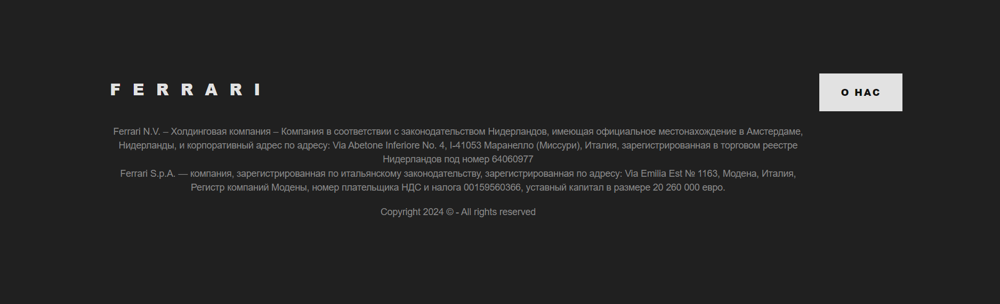 FERRARI
О НАС
Ferrari N.V. – Холдинговая компания – Компания в соответствии с законодательством Нидерландов, имеющая официальное местонахождение в Амстердаме,
Нидерланды, и корпоративный адрес по адресу: Via Abetone Inferiore No. 4, I-41053 Маранелло (Миссури), Италия, зарегистрированная в торговом реестре
Нидерландов под номер 64060977
Ferrari S.p.A. — компания, зарегистрированная по итальянскому законодательству, зарегистрированная по адресу: Via Emilia Est № 1163, Модена, Италия,
Регистр компаний Модены, номер плательщика НДС и налога 00159560366, уставный капитал в размере 20 260 000 евро.
Copyright 2024 © - All rights reserved